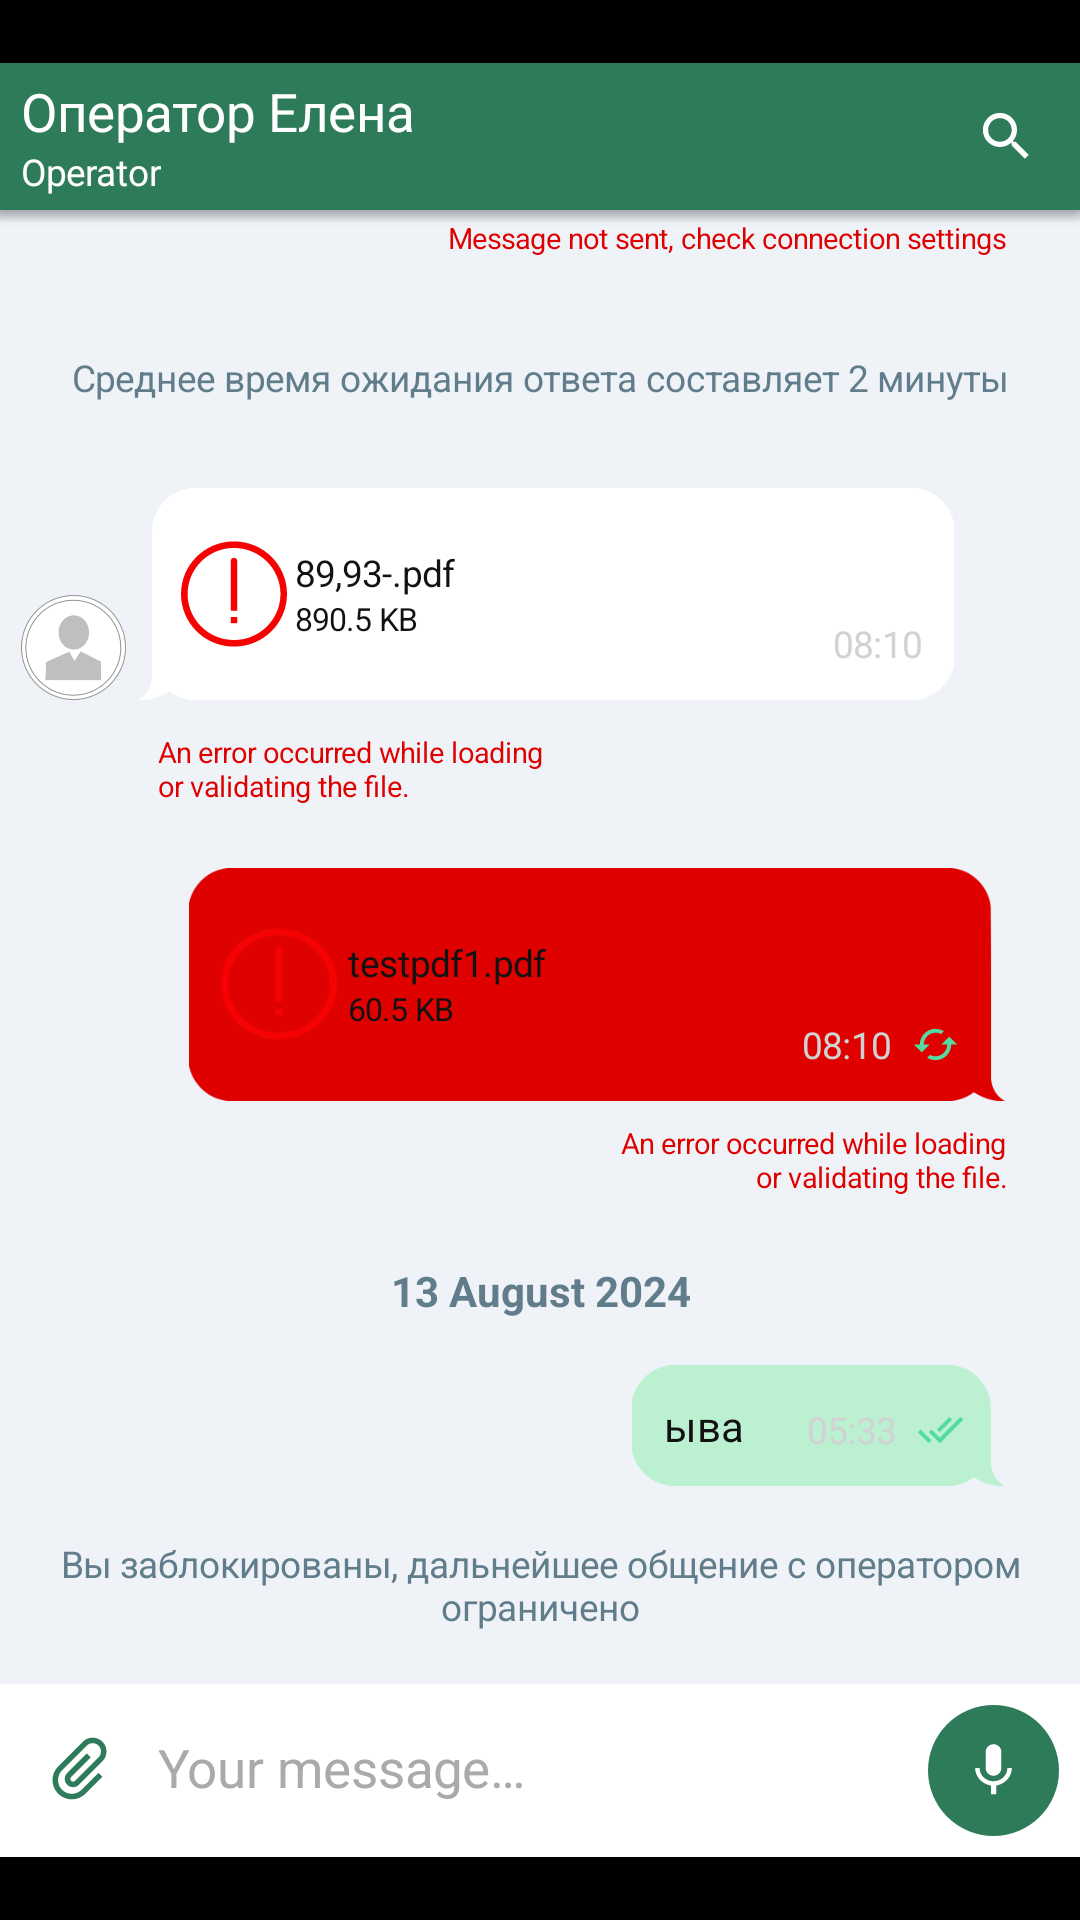 Оператор Елена
Operator
Message not sent, check connection settings
Среднее время ожидания ответа составляет 2 минуты
89,93-.pdf
890.5 KB
08:10
An error occurred while loading
or validating the file.
testpdf1.pdf
60.5 KB
08:10
An error occurred while loading
or validating the file.
13 August 2024
ыва 05:33
Вы заблокированы, дальнейшее общение с оператором
ограничено
Your message…